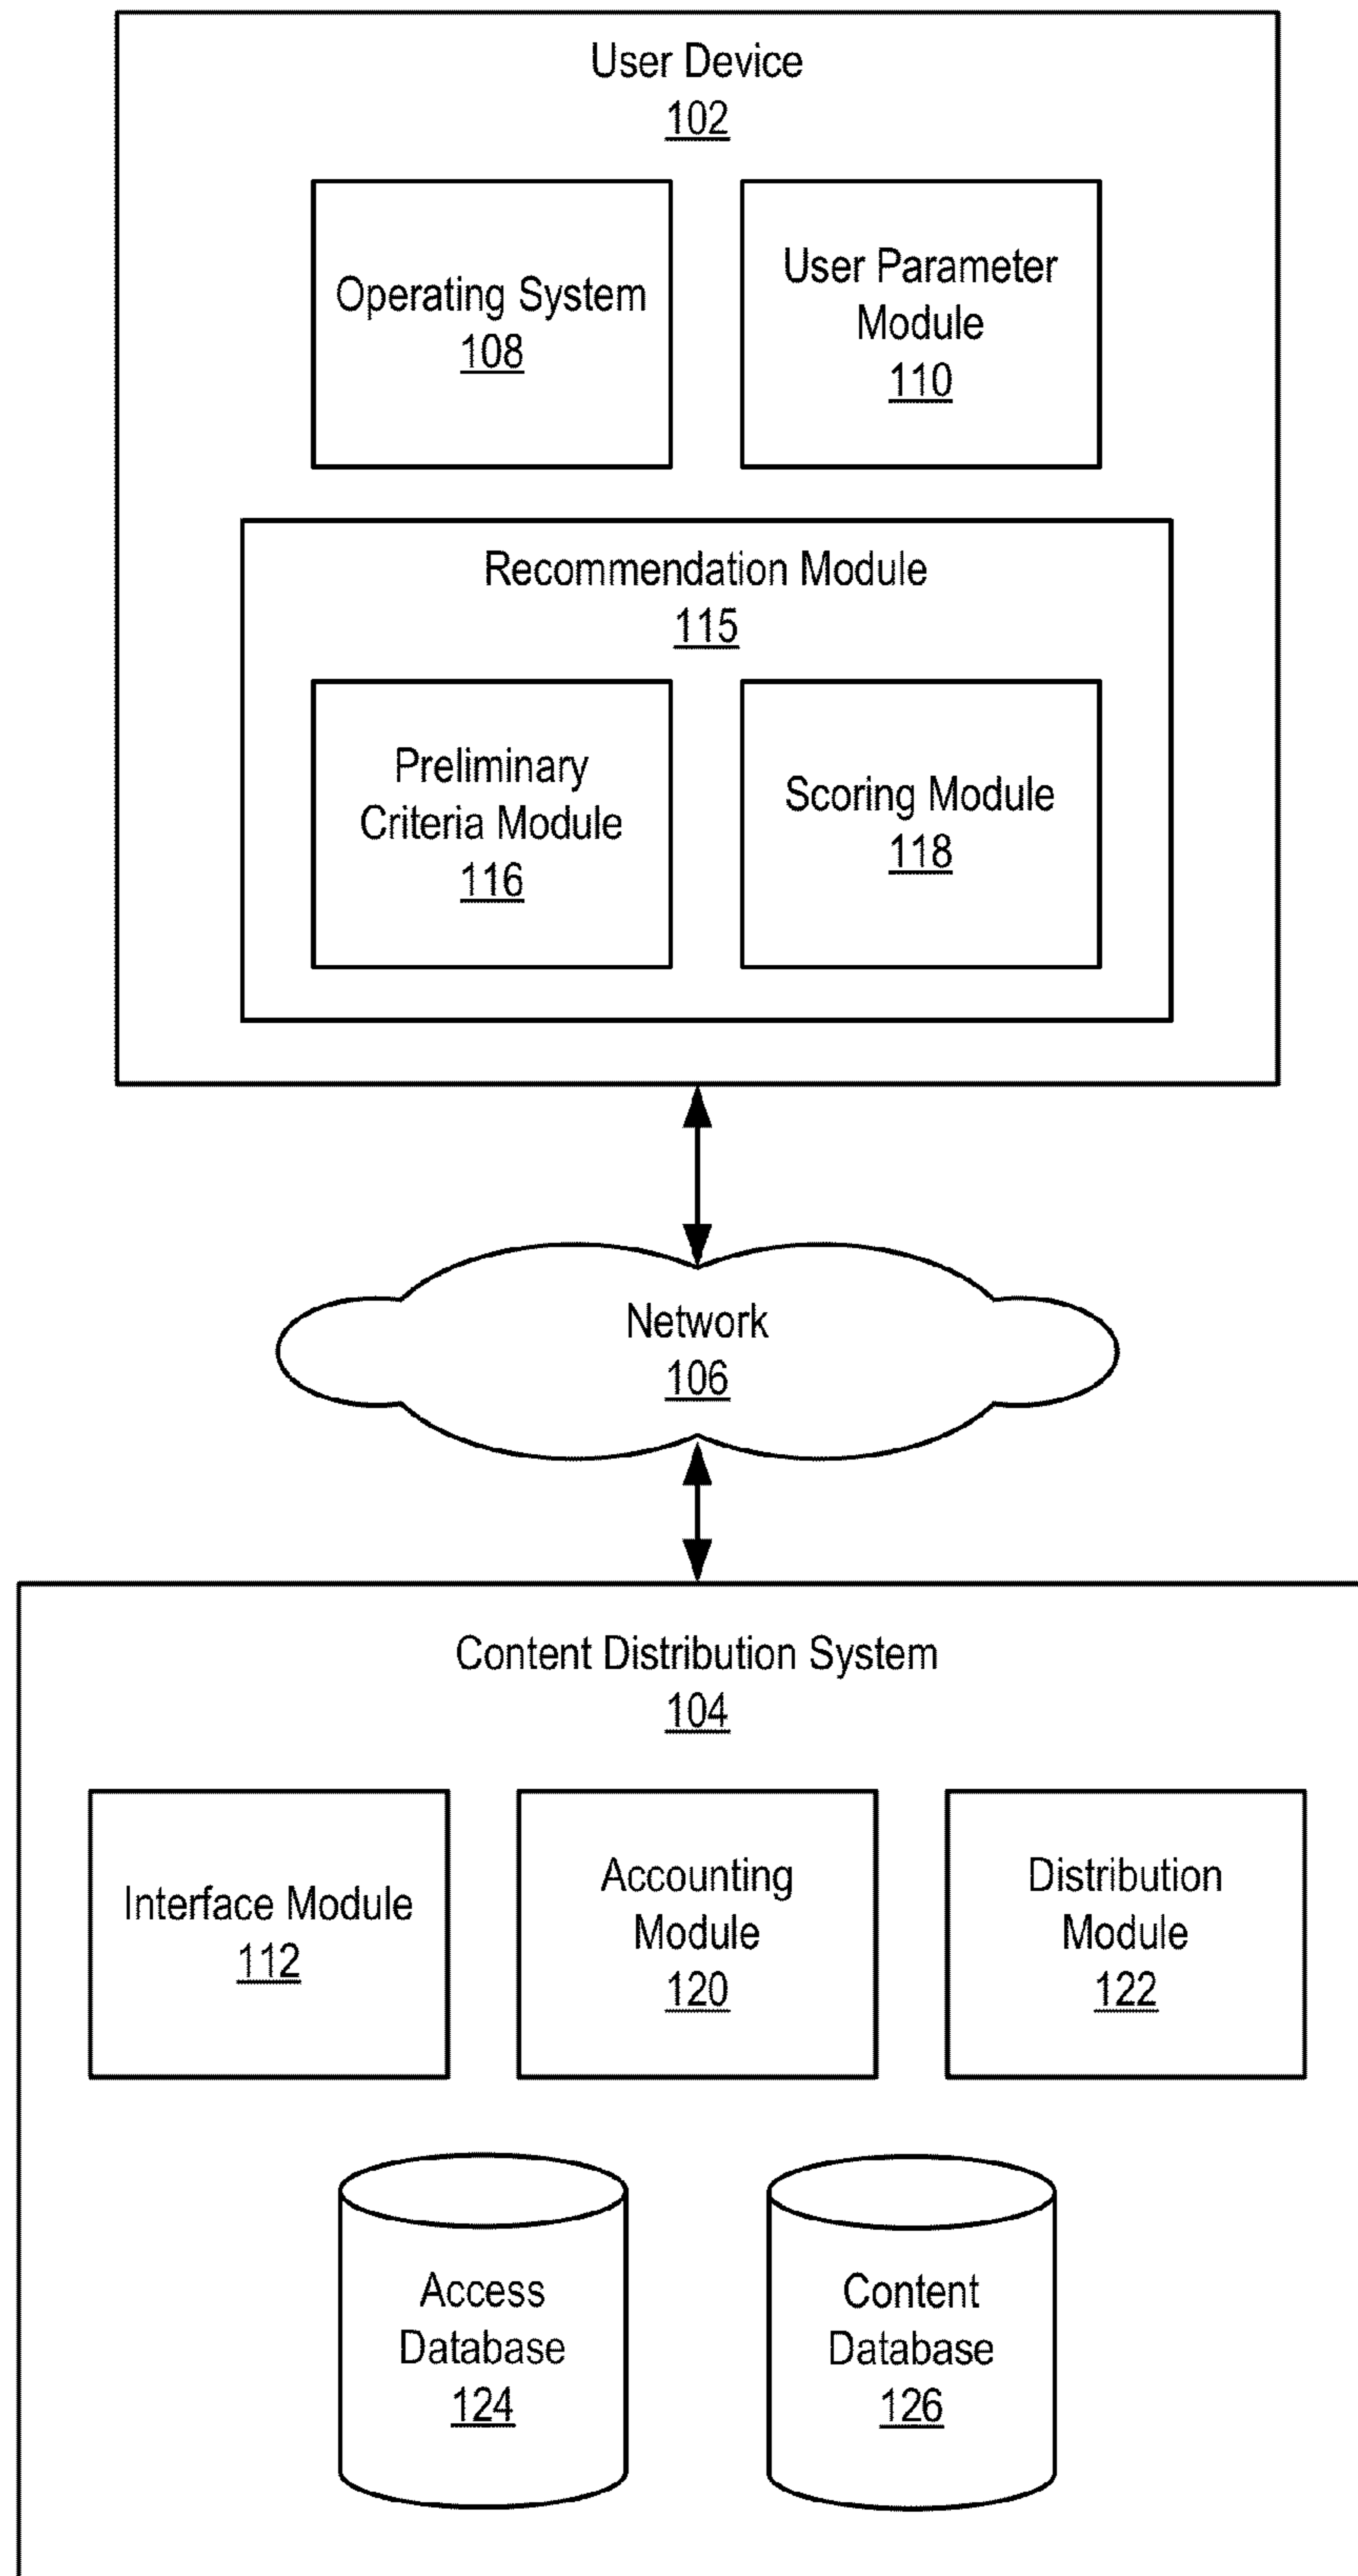 User Device
102
Operating System
108
User Parameter
Module
110
Recommendation Module
115
Preliminary
Criteria Module
116
Scoring Module
118
Network
106
Content Distribution System
104
Interface Module
112
Accounting
Module
120
Distribution
Module
122
Access
Database
124
Content
Database
126